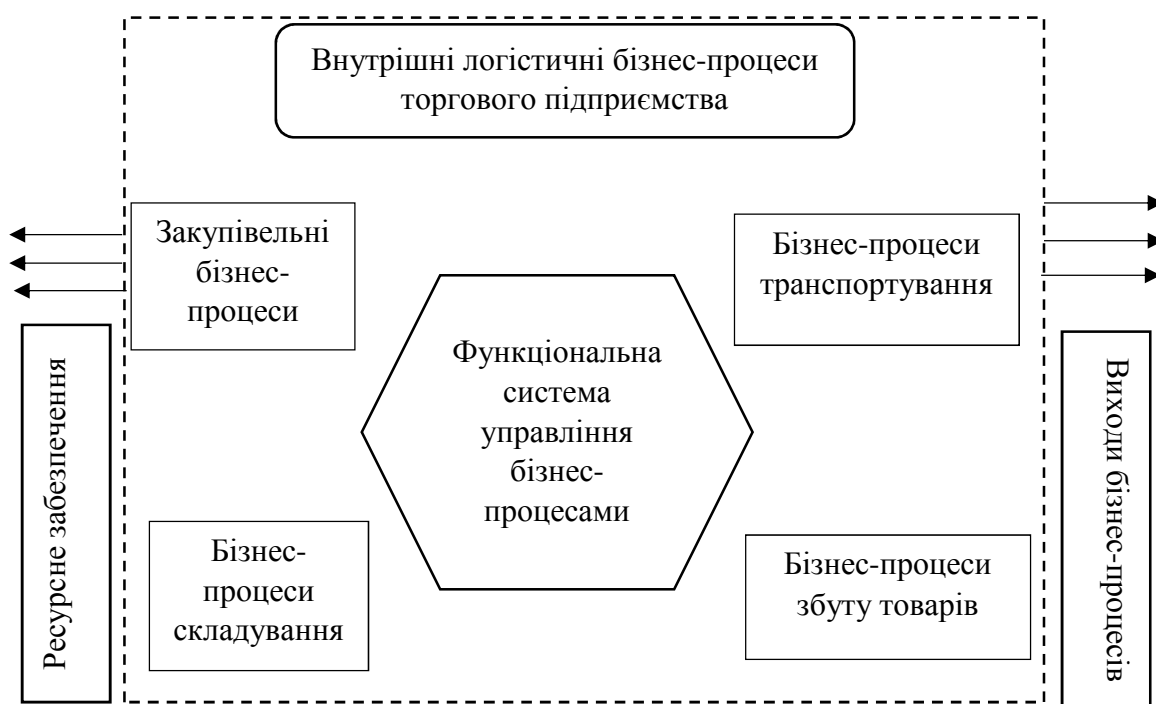 Внутрішні логістичні бізнес-процеси
торгового підприємства
Закупівельні
бізнес-
процеси
Бізнес-процеси
транспортування
Функціональна
система
управління
бізнес-
процесами
Ресурсне забезпечення
Виходи бізнес-процесів
Бізнес-
процеси
складування
Бізнес-процеси
збуту товарів